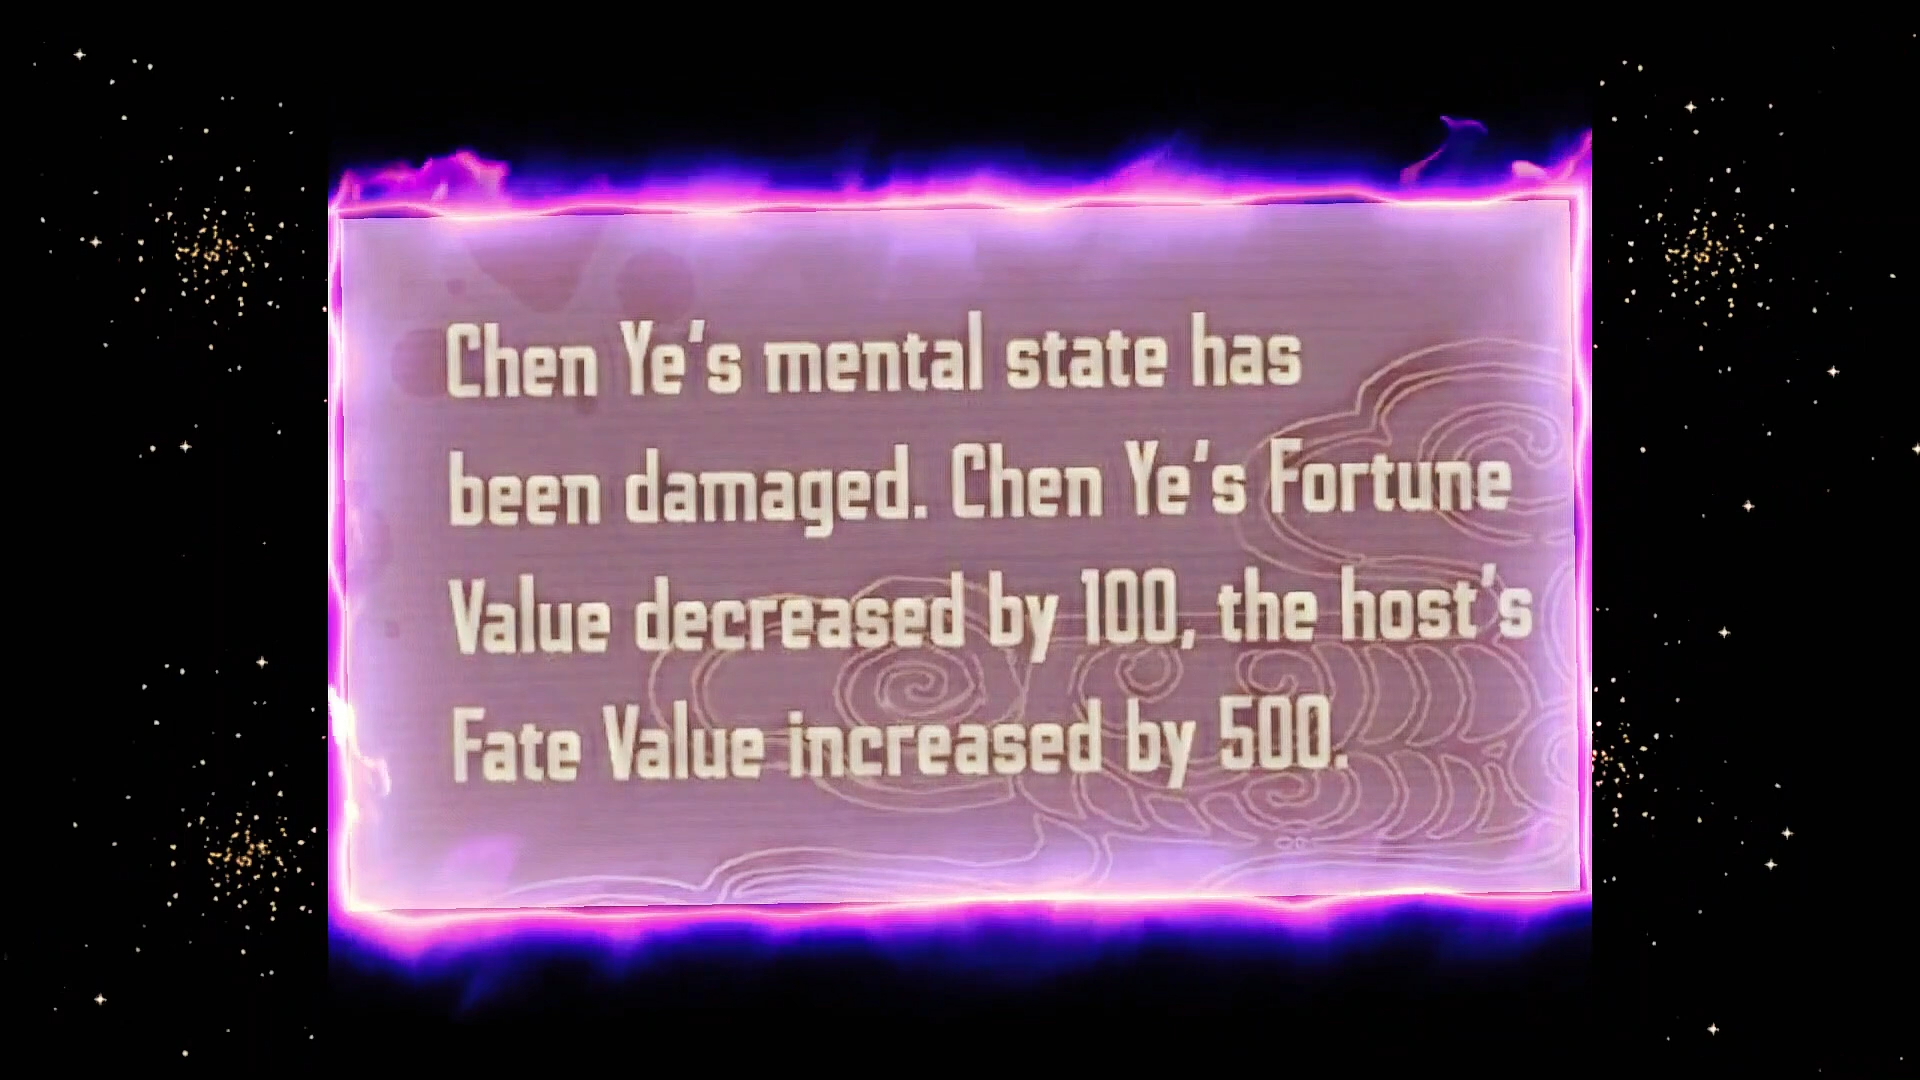 Chen Ye's mental state has
been damaged. Chen Ye's Fortune
Value decreased by 100, the host's
Fate Value increased by 500.